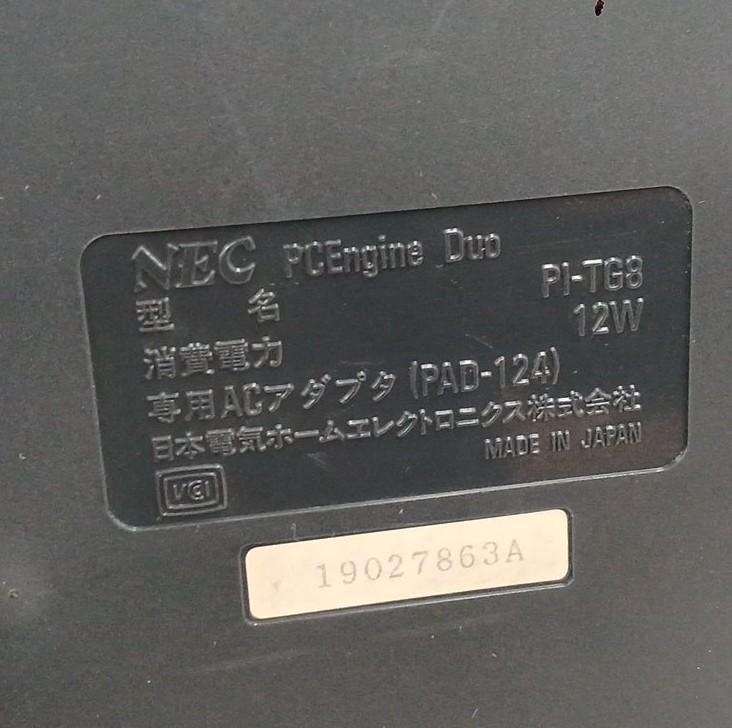 NEC PCEngine Duo
型 名 PI-TG8
消費電力 12W
専用ACアダプタ (PAD-124)
日本電気ホームエレクトロニクス株式会社
MADE IN JAPAN
VCI
19027863A